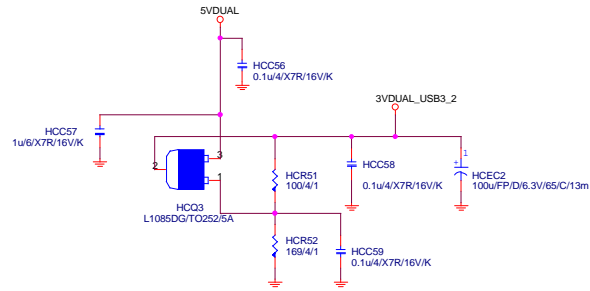 5VDUAL
HCC56
0.1u/4/X7R/16V/K
3VDUAL_USB3_2
HCC57
1u/6/X7R/16V/K
2
3
1
HCQ3
L1085DG/TO252/5A
HCR51
100/4/1
HCC58
0.1u/4/X7R/16V/K
+
1
HCEC2
100u/FP/D/6.3V/65/C/13m
HCR52
169/4/1
HCC59
0.1u/4/X7R/16V/K